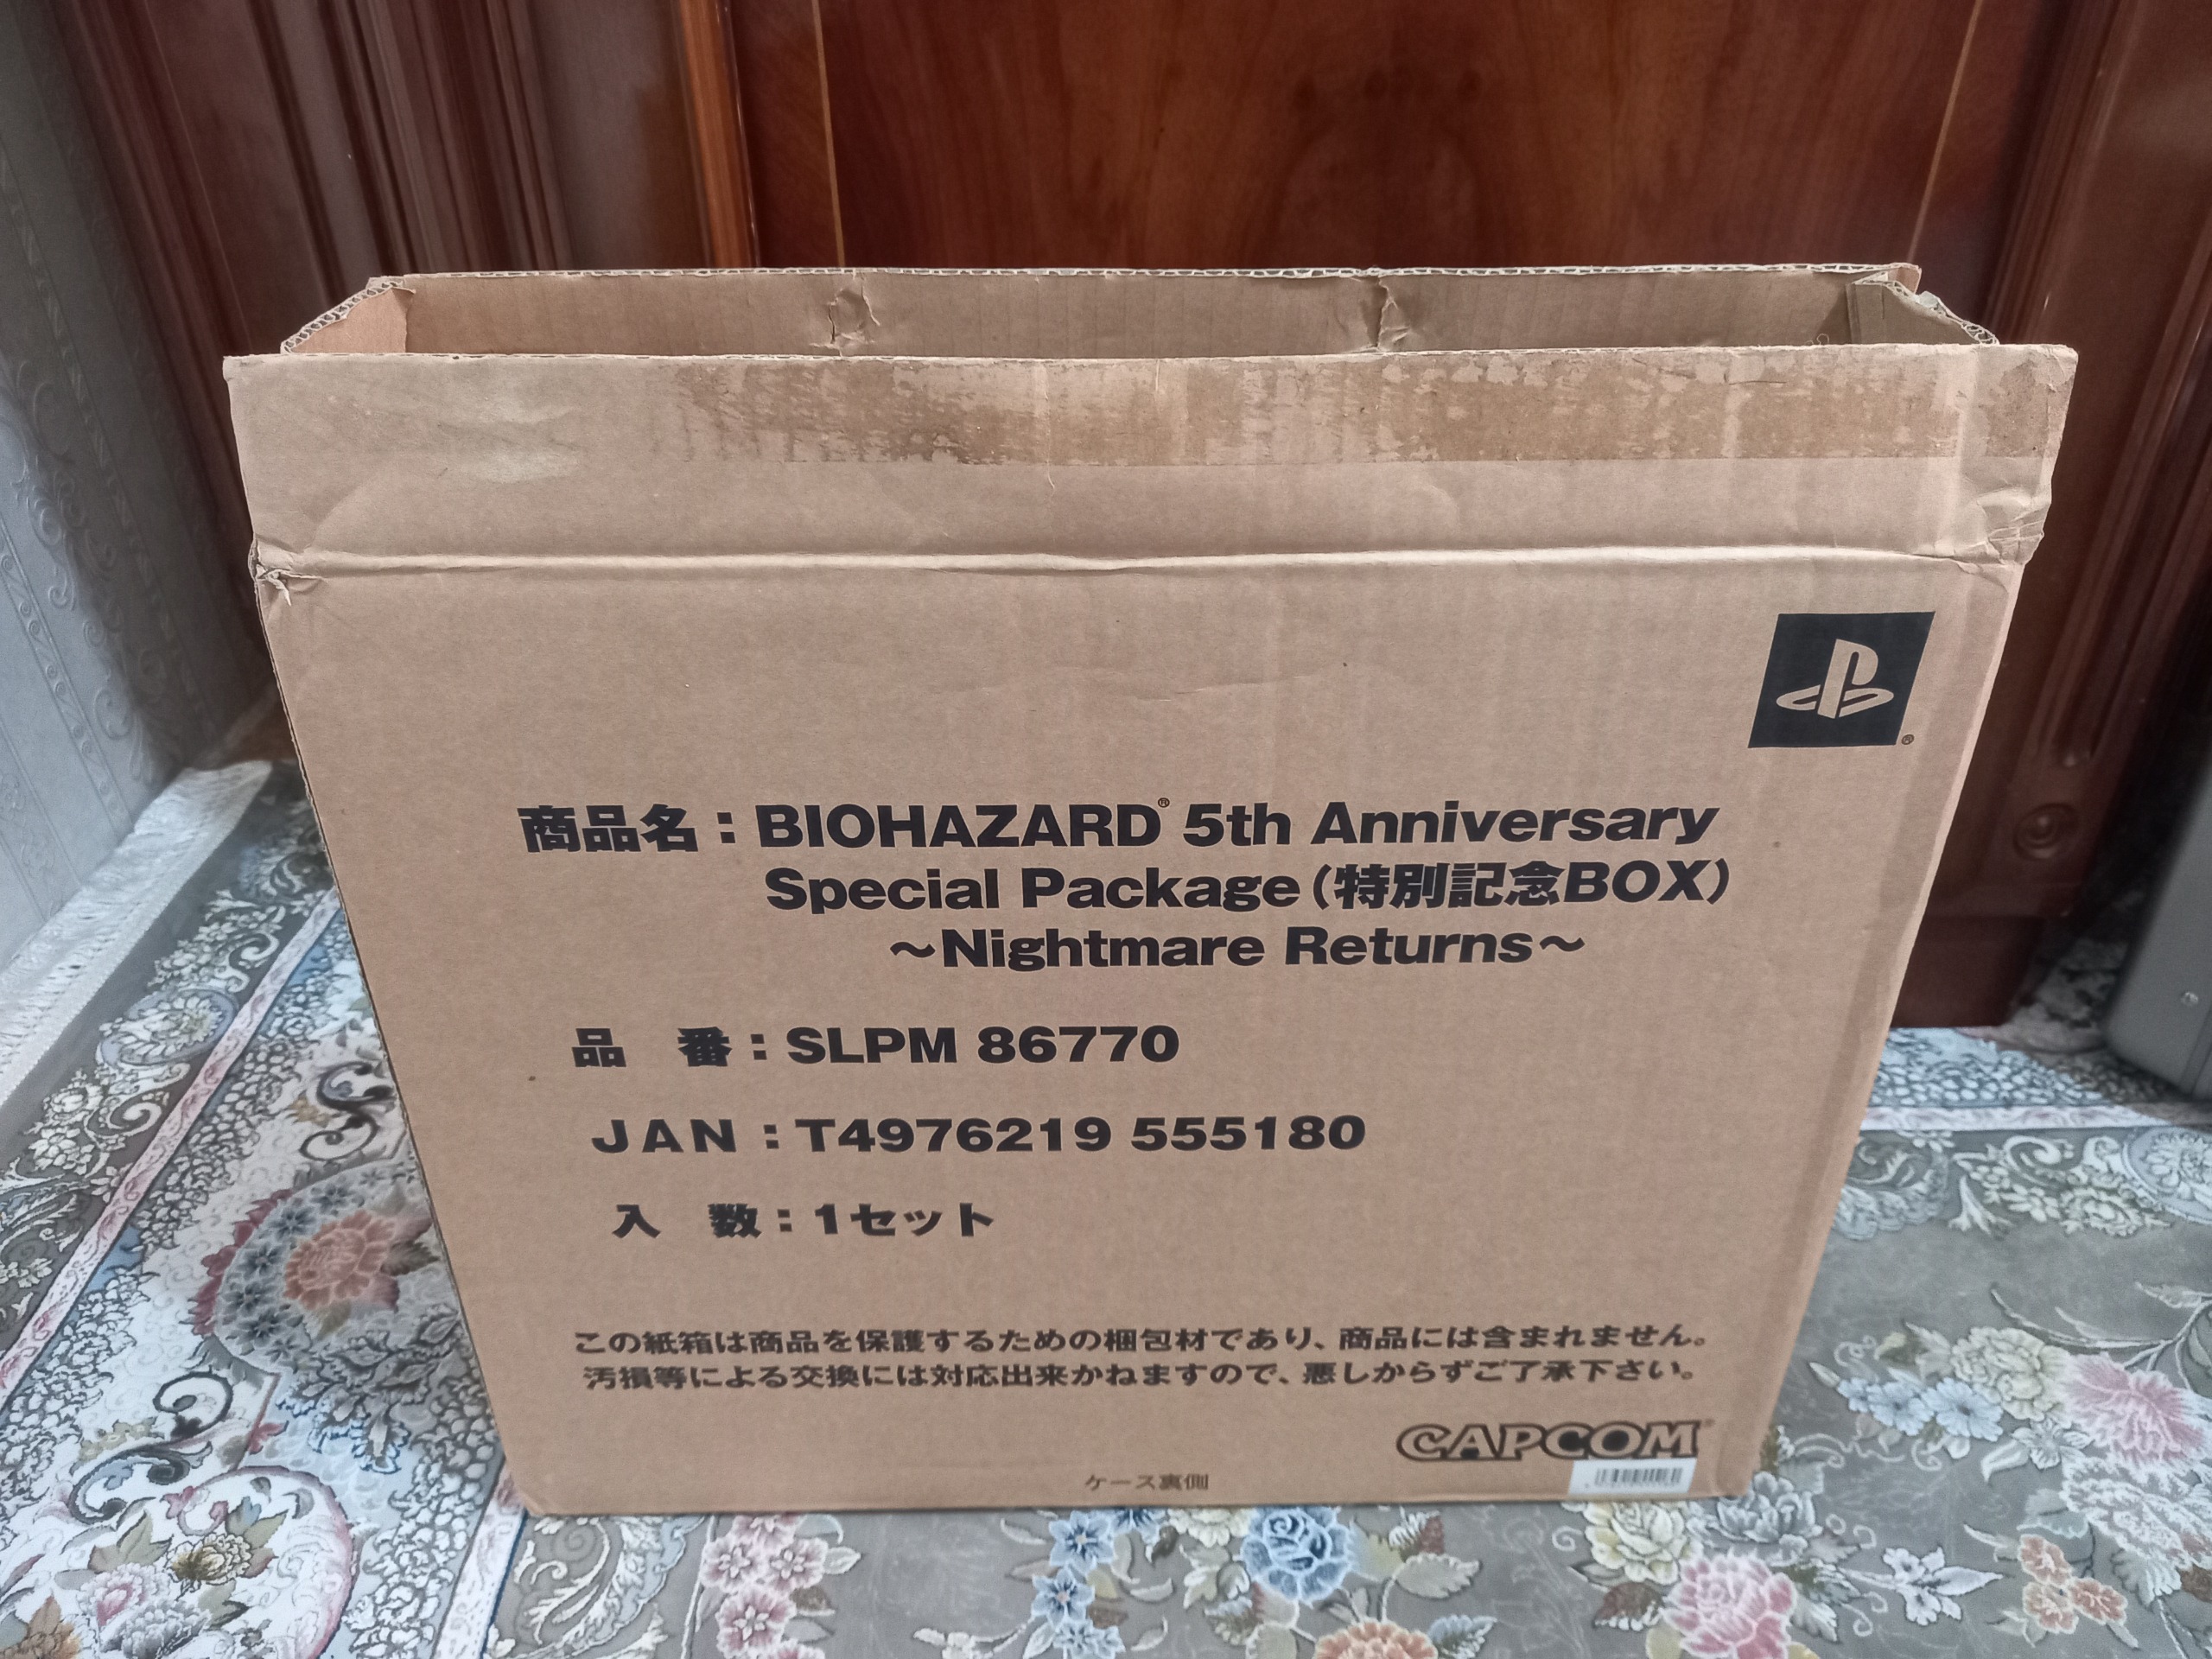 商品名：BIOHAZARD® 5th Anniversary
Special Package（特別記念BOX）
～Nightmare Returns～
品　番：SLPM 86770
JAN：T4976219 555180
入　数：1セット
この紙箱は商品を保護するための梱包材であり、商品には含まれません。
汚損等による交換には対応出来かねますので、悪しからずご了承下さい。
CAPCOM®
ケース裏側